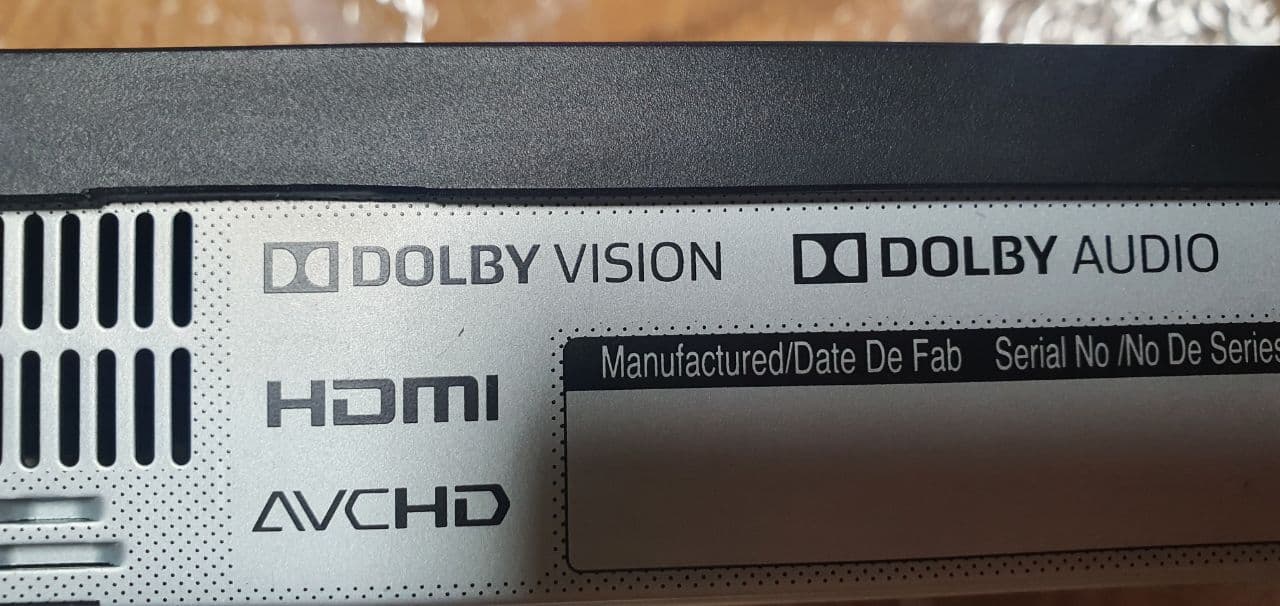 DOLBY VISION
DOLBY AUDIO
HDMI
Manufactured/Date De Fab Serial No /No De Series
AVCHD